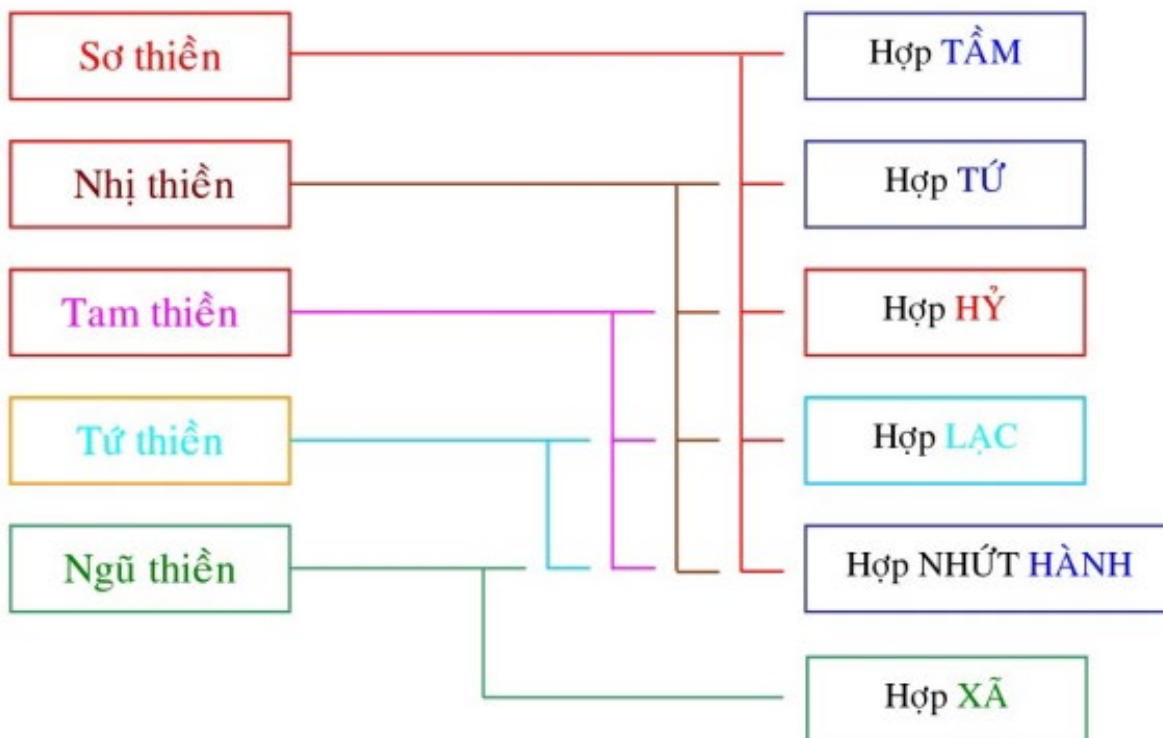 Sơ thiền
Hợp TẦM
Nhị thiền
Hợp TỨ
Tam thiền
Hợp HỶ
Tứ thiền
Hợp LẠC
Ngũ thiền
Hợp NHỨT HÀNH
Hợp XÃ